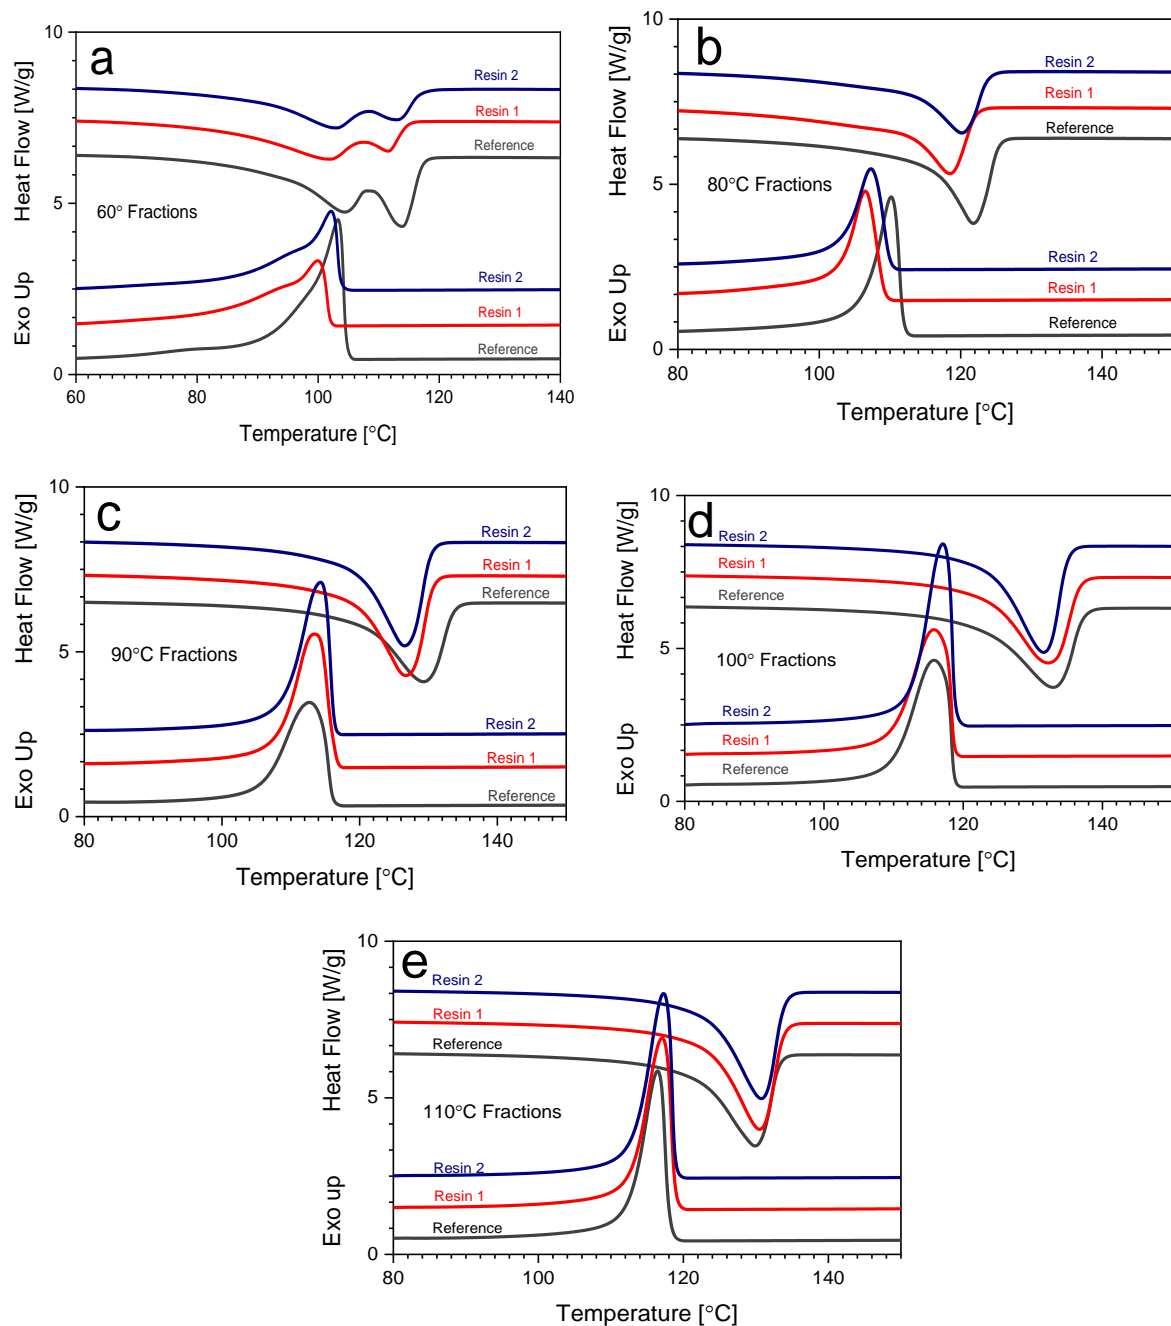 a
Heat Flow [W/g]
Exo Up
10
5
0
Resin 2
Resin 1
Reference
60° Fractions
Resin 2
Resin 1
Reference
60 80 100 120 140
Temperature [°C]
b
Heat Flow [W/g]
Exo Up
10
5
0
Resin 2
Resin 1
Reference
80°C Fractions
Resin 2
Resin 1
Reference
80 100 120 140
Temperature [°C]
c
Heat Flow [W/g]
Exo Up
10
5
0
Resin 2
Resin 1
Reference
90°C Fractions
Resin 2
Resin 1
Reference
80 100 120 140
Temperature [°C]
d
Heat Flow [W/g]
Exo Up
10
5
0
Resin 2
Resin 1
Reference
100° Fractions
Resin 2
Resin 1
Reference
80 100 120 140
Temperature [°C]
e
Heat Flow [W/g]
Exo up
10
5
0
Resin 2
Resin 1
Reference
110°C Fractions
Resin 2
Resin 1
Reference
80 100 120 140
Temperature [°C]